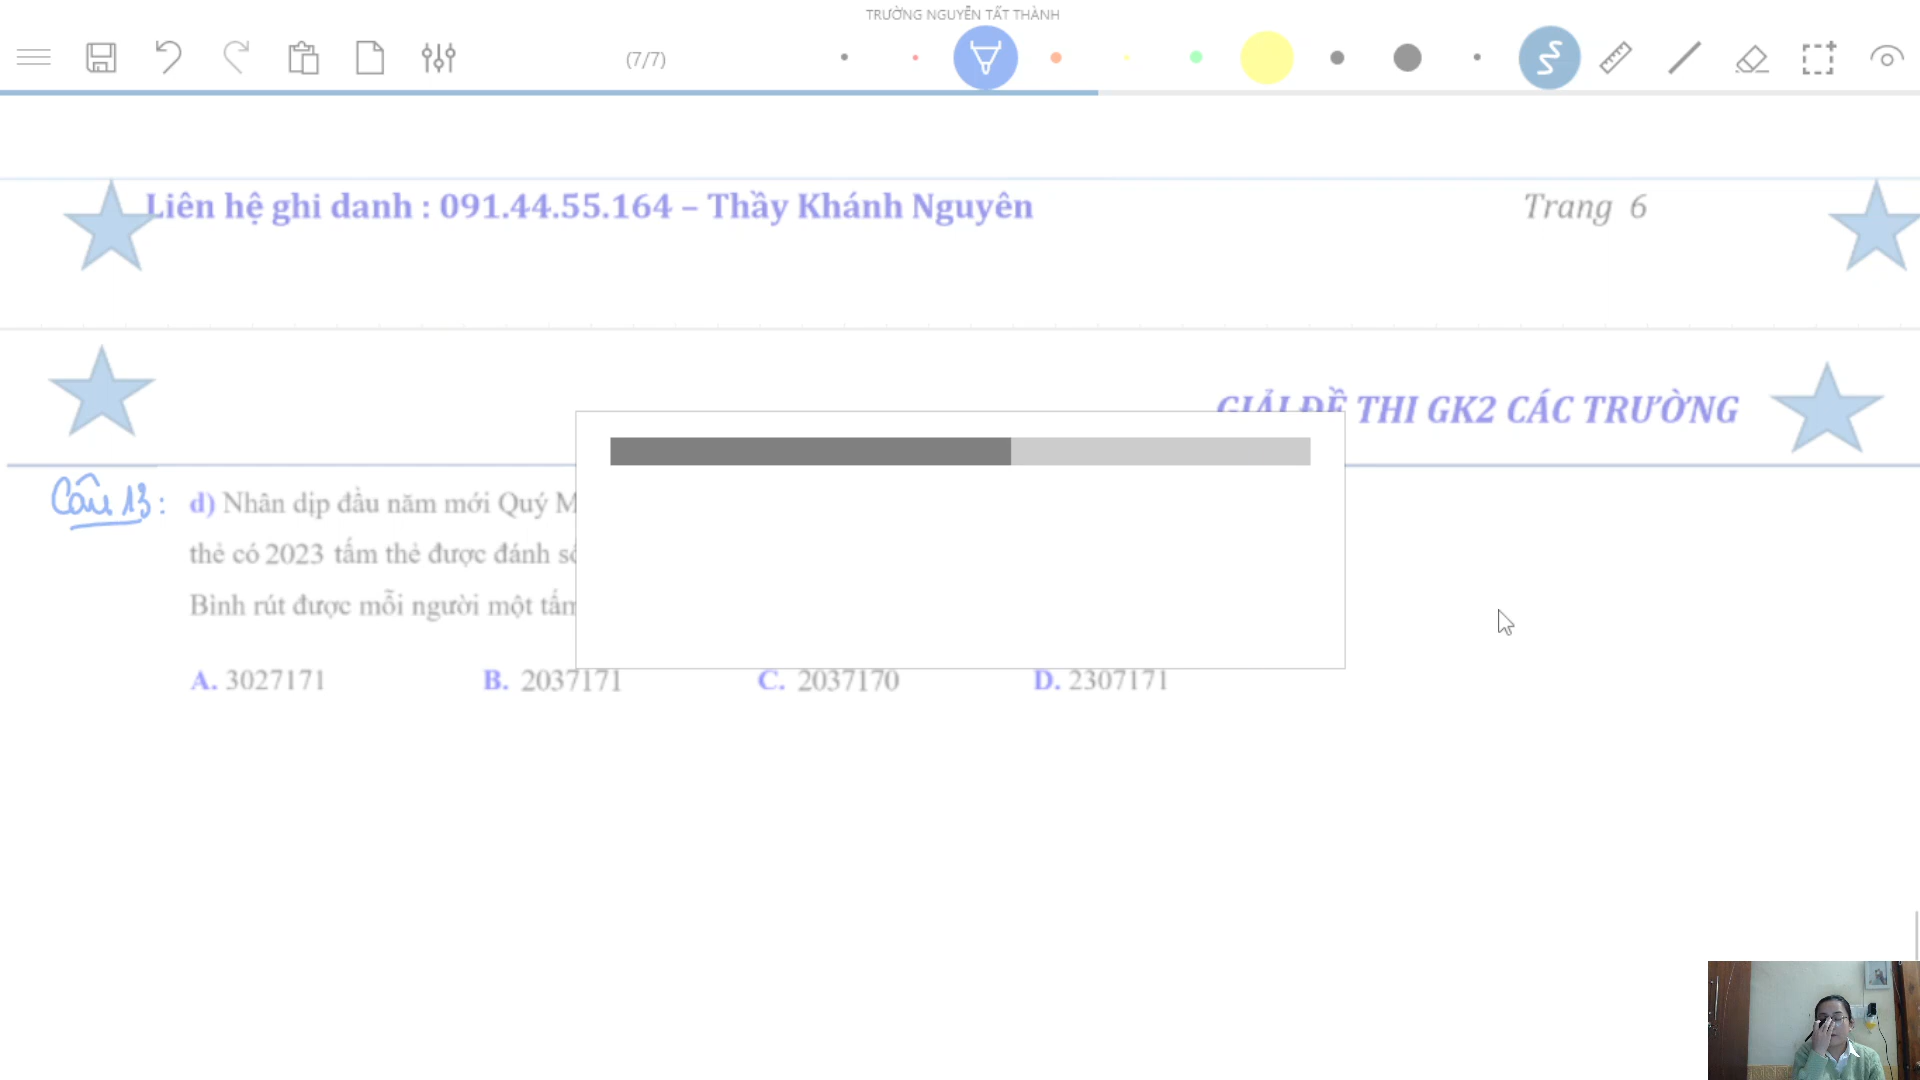 TRƯỜNG NGUYỄN TẤT THÀNH
(7/7)
Liên hệ ghi danh : 091.44.55.164 – Thầy Khánh Nguyên
Trang 6
GIẢI ĐỀ THI GK2 CÁC TRƯỜNG
Câu 13: d) Nhân dịp đầu năm mới Quý M
thẻ có 2023 tấm thẻ được đánh số
Bình rút được mỗi người một tấm
A. 3027171 B. 2037171 C. 2037170 D. 2307171